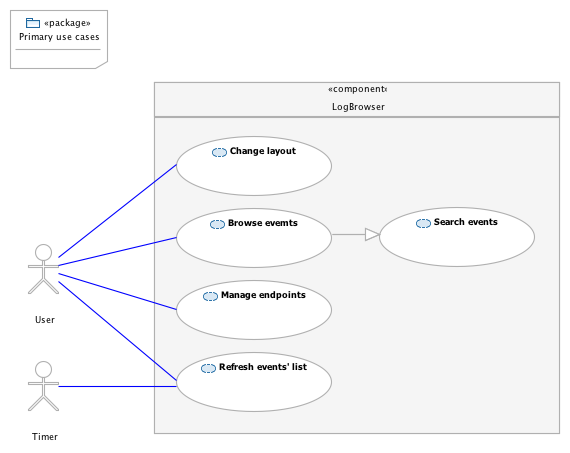 «package»
Primary use cases
«component‹
LogBrowser
Change layout
Browse evemts
Search events
Manage endpoints
Refresh events' list
User
Timer